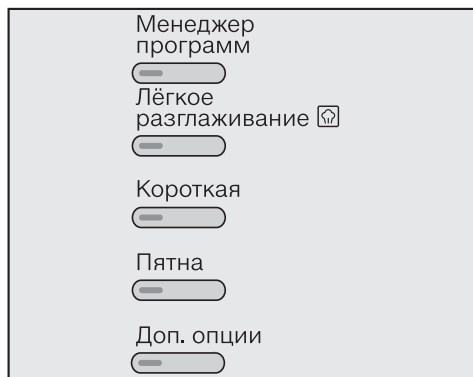 Менеджер
программ
Лёгкое
разглаживание
Короткая
Пятна
Доп. опции